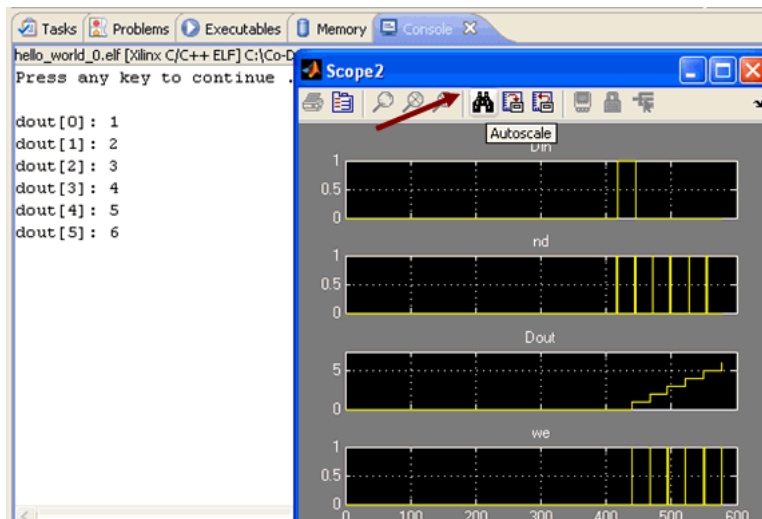 Tasks Problems Executables Memory Console
hello_world_0.elf [Xilinx C/C++ ELF] C:\Co-D
Press any key to continue .
dout[0]: 1
dout[1]: 2
dout[2]: 3
dout[3]: 4
dout[4]: 5
dout[5]: 6
Scope2
Autoscale
Din
1
0.5
0
nd
1
0.5
0
Dout
5
0
we
1
0.5
0
0 100 200 300 400 500 600